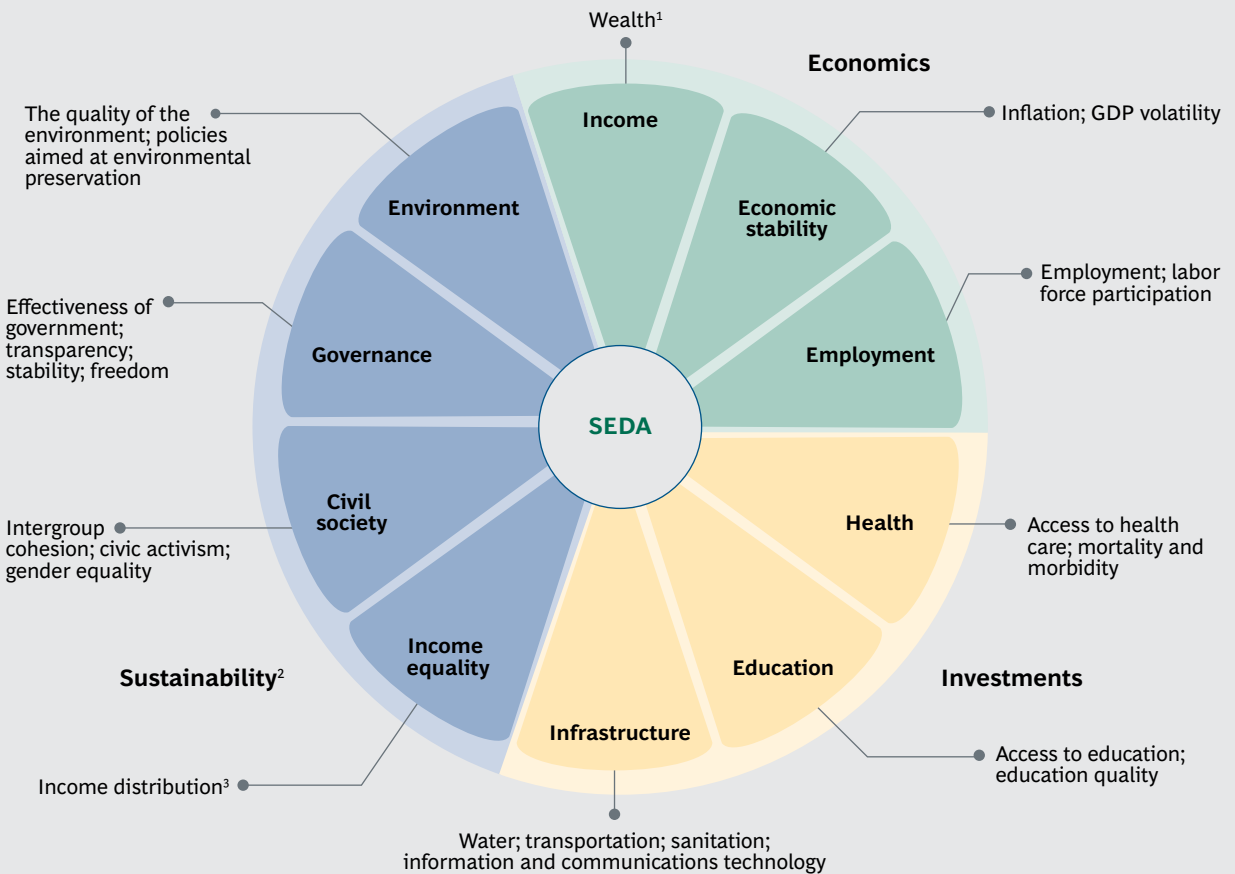 Wealth¹
Economics
Income
Inflation; GDP volatility
Economic
stability
Employment; labor
force participation
Employment
SEDA
Health
Access to health
care; mortality and
morbidity
Investments
Education
Access to education;
education quality
Infrastructure
Water; transportation; sanitation;
information and communications technology
Income
equality
Income distribution³
Sustainability²
Civil
society
Intergroup
cohesion; civic activism;
gender equality
Governance
Effectiveness of
government;
transparency;
stability; freedom
Environment
The quality of the
environment; policies
aimed at environmental
preservation